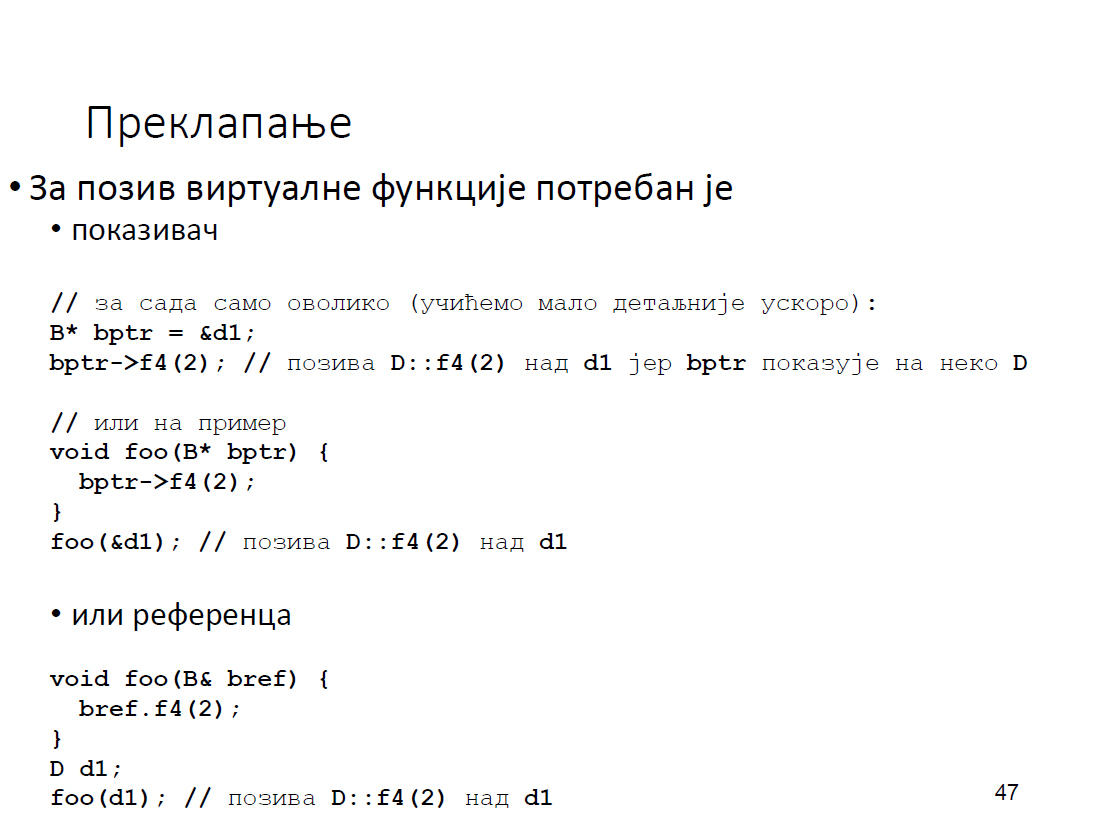 Преклапање
• За позив виртуалне функције потребан је
• показивач
// за сада само оволико (учићемо мало детаљније ускоро):
B* bptr = &d1;
bptr->f4(2); // позива D::f4(2) над d1 јер bptr показује на неко D
// или на пример
void foo(B* bptr) {
  bptr->f4(2);
}
foo(&d1); // позива D::f4(2) над d1
• или референца
void foo(B& bref) {
  bref.f4(2);
}
D d1;
foo(d1); // позива D::f4(2) над d1
47